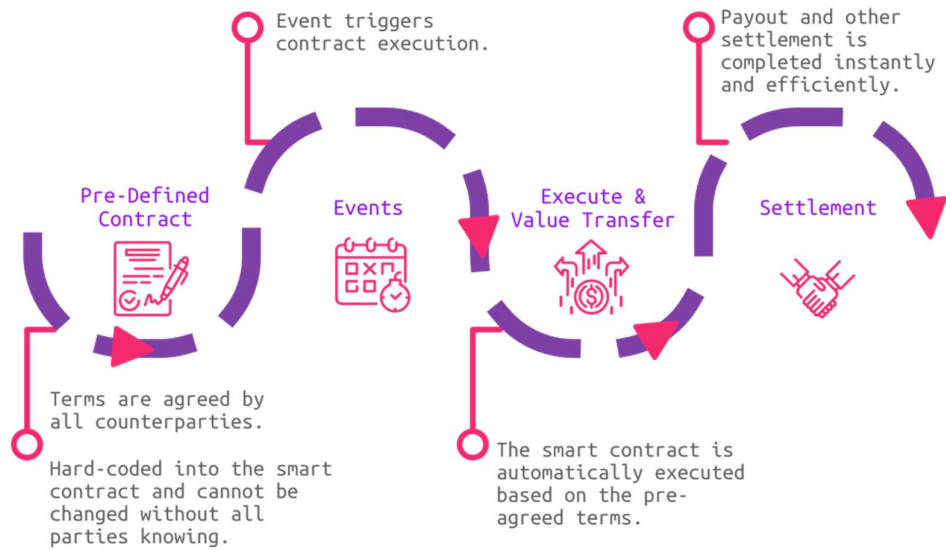 Event triggers
contract execution.
Payout and other
settlement is
completed instantly
and efficiently.
Pre-Defined
Contract
Events
Execute &
Value Transfer
Settlement
Terms are agreed by
all counterparties.
Hard-coded into the smart
contract and cannot be
changed without all
parties knowing.
The smart contract is
automatically executed
based on the pre-
agreed terms.